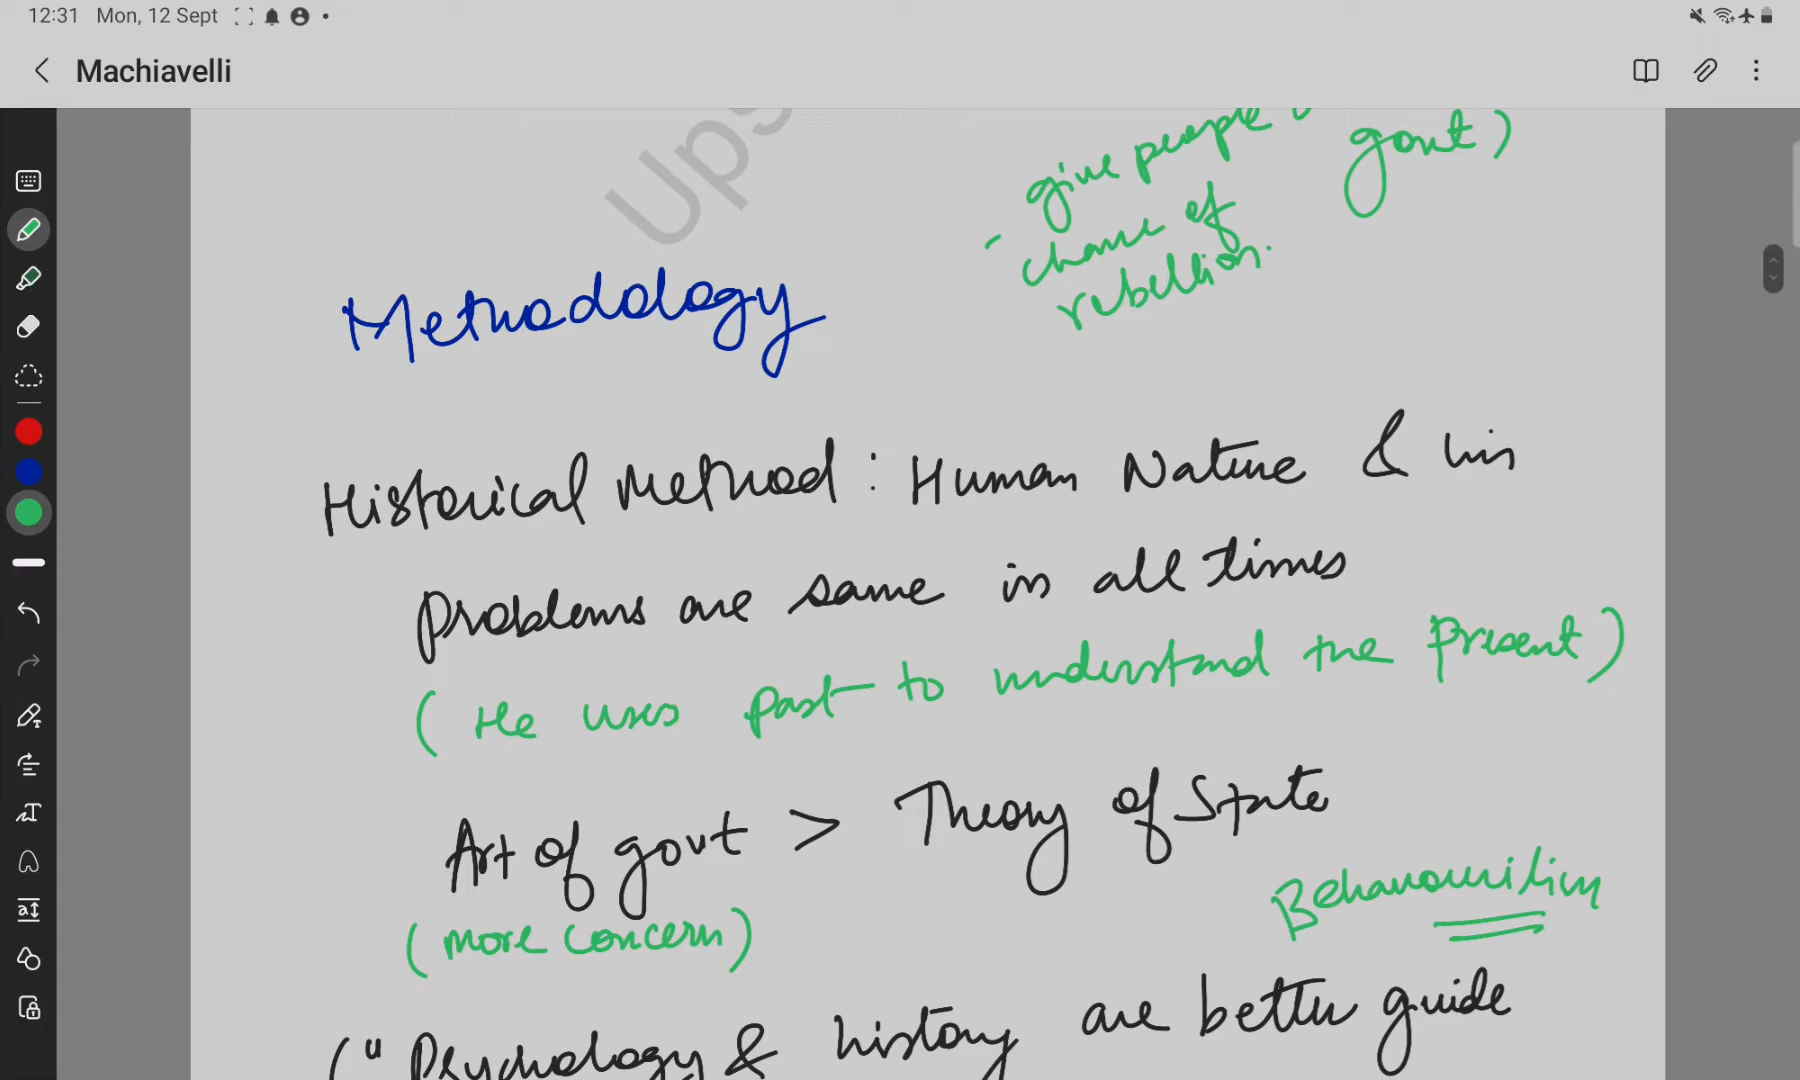 12:31 Mon, 12 Sept
Machiavelli
Ups
give people
govt)
- chance of
rebellion.
Methodology
Historical Method : Human Nature & his
problems are same in all times
(He uses past to understand the present)
Art of govt > Theory of State
(more concern)
Behaviouralism
(" Psychology & history are better guide